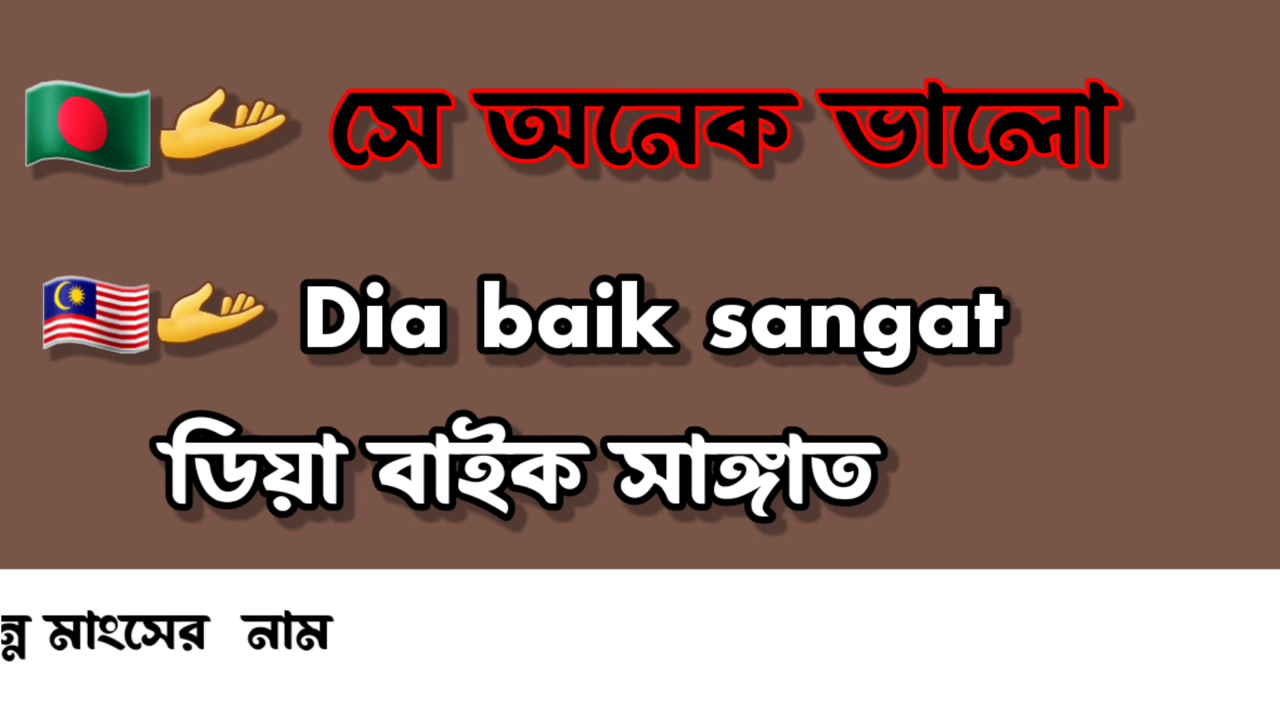 সে অনেক ভালো
Dia baik sangat
ডিয়া বাইক সাঙ্গাত
মাংসের নাম